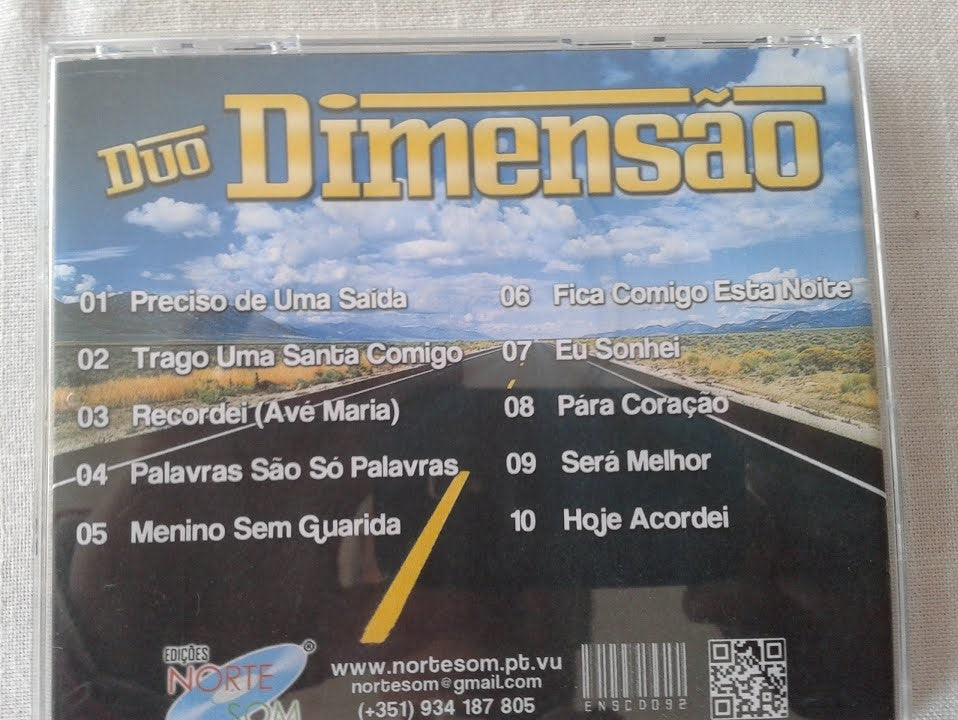 Duo Dimensão
01 Preciso de Uma Saída
02 Trago Uma Santa Comigo
03 Recordei (Avé Maria)
04 Palavras São Só Palavras
05 Menino Sem Guarida
06 Fica Comigo Esta Noite
07 Eu Sonhei
08 Pára Coração
09 Será Melhor
10 Hoje Acordei
EDIÇÕES
NORTE
SOM
®
www.nortesom.pt.vu
nortesom@gmail.com
(+351) 934 187 805
ENSCD092